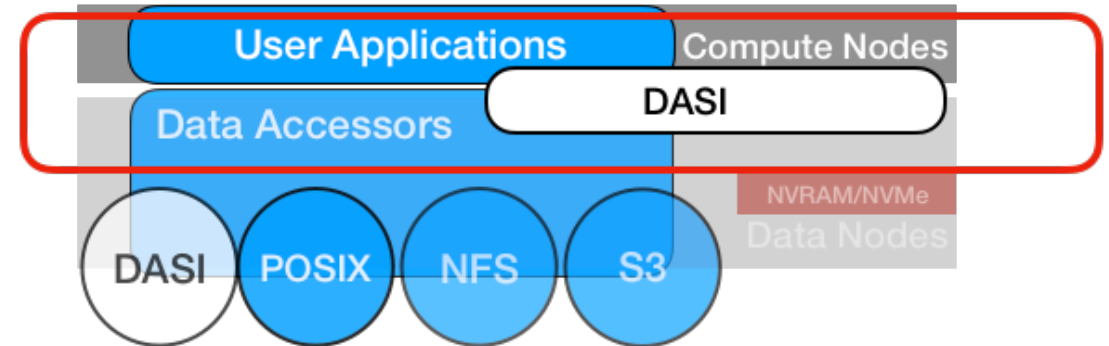 User Applications
Compute Nodes
DASI
Data Accessors
NVRAM/NVMe
Data Nodes
DASI
POSIX
NFS
S3